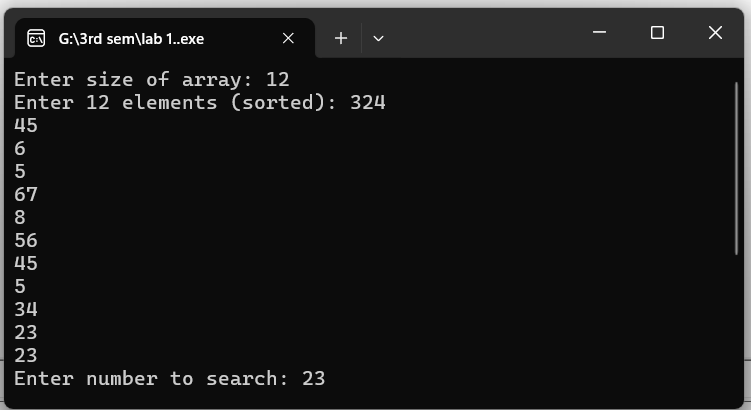 G:\3rd sem\lab 1..exe
Enter size of array: 12
Enter 12 elements (sorted): 324
45
6
5
67
8
56
45
5
34
23
23
Enter number to search: 23